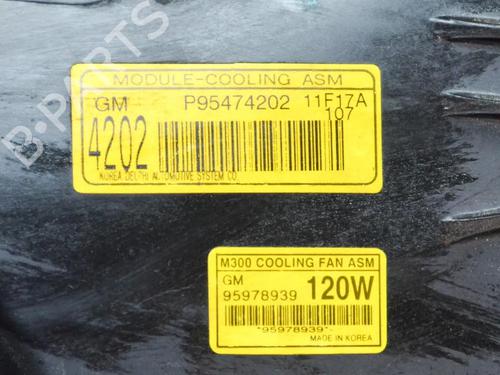 B-PARTS
MODULE-COOLING ASM
GM P95474202 11F17A
4202 107
KOREA DELPHI AUTOMOTIVE SYSTEM CO.
M300 COOLING FAN ASM
GM
95978939 120W
*95978939*
MADE IN KOREA